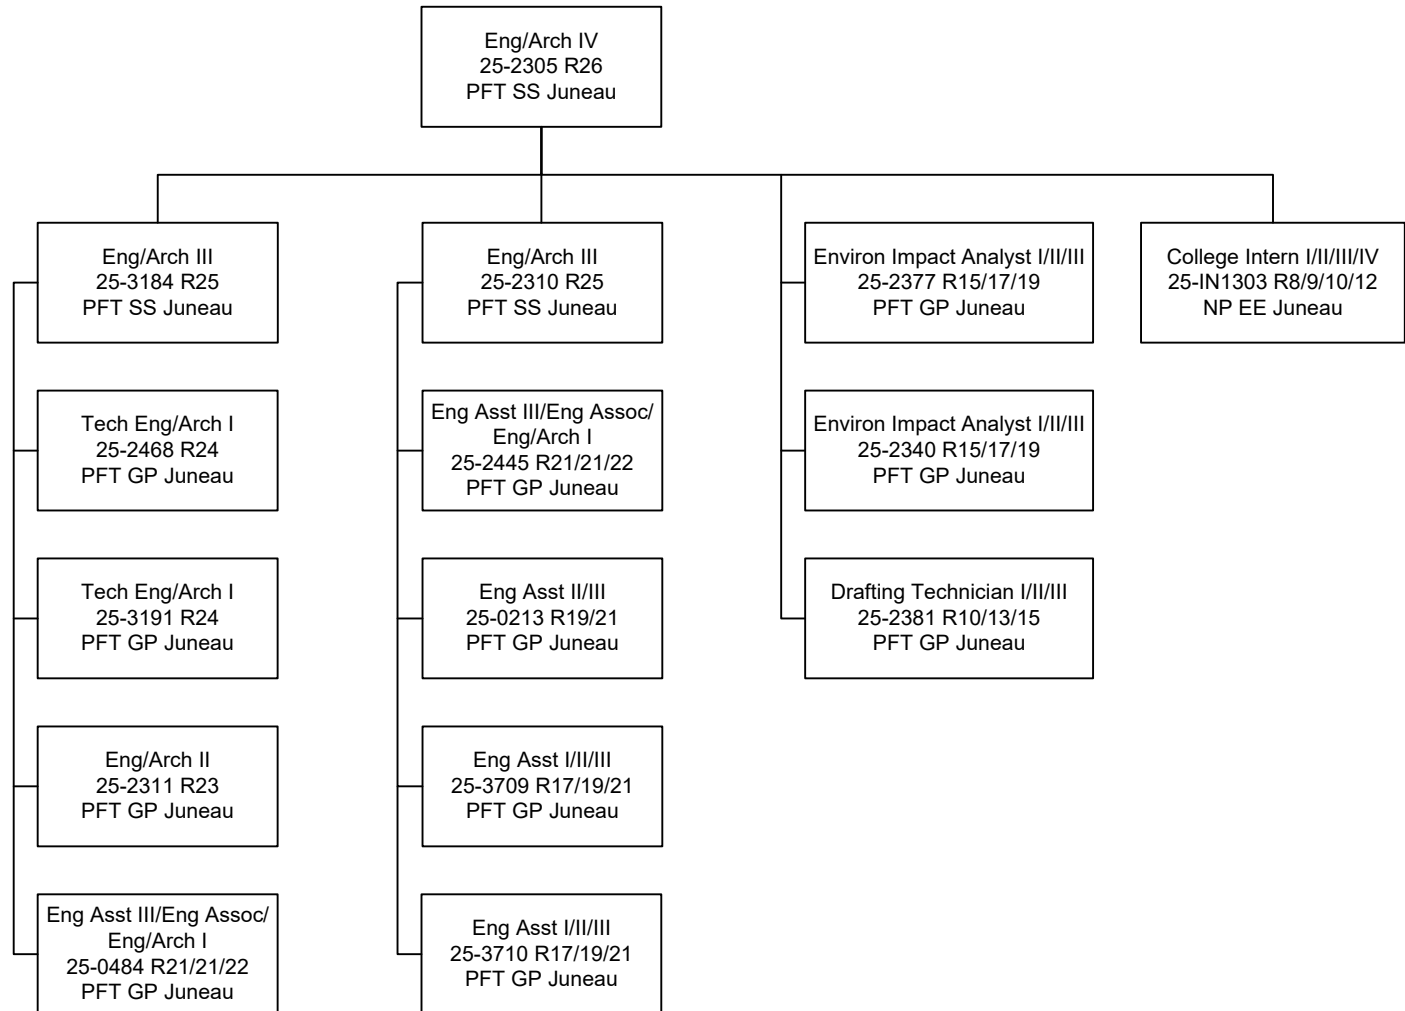 Eng/Arch IV
25-2305 R26
PFT SS Juneau
Eng/Arch III
25-3184 R25
PFT SS Juneau
Tech Eng/Arch I
25-2468 R24
PFT GP Juneau
Tech Eng/Arch I
25-3191 R24
PFT GP Juneau
Eng/Arch II
25-2311 R23
PFT GP Juneau
Eng Asst III/Eng Assoc/
Eng/Arch I
25-0484 R21/21/22
PFT GP Juneau
Eng/Arch III
25-2310 R25
PFT SS Juneau
Eng Asst III/Eng Assoc/
Eng/Arch I
25-2445 R21/21/22
PFT GP Juneau
Eng Asst II/III
25-0213 R19/21
PFT GP Juneau
Eng Asst I/II/III
25-3709 R17/19/21
PFT GP Juneau
Eng Asst I/II/III
25-3710 R17/19/21
PFT GP Juneau
Environ Impact Analyst I/II/III
25-2377 R15/17/19
PFT GP Juneau
Environ Impact Analyst I/II/III
25-2340 R15/17/19
PFT GP Juneau
Drafting Technician I/II/III
25-2381 R10/13/15
PFT GP Juneau
College Intern I/II/III/IV
25-IN1303 R8/9/10/12
NP EE Juneau